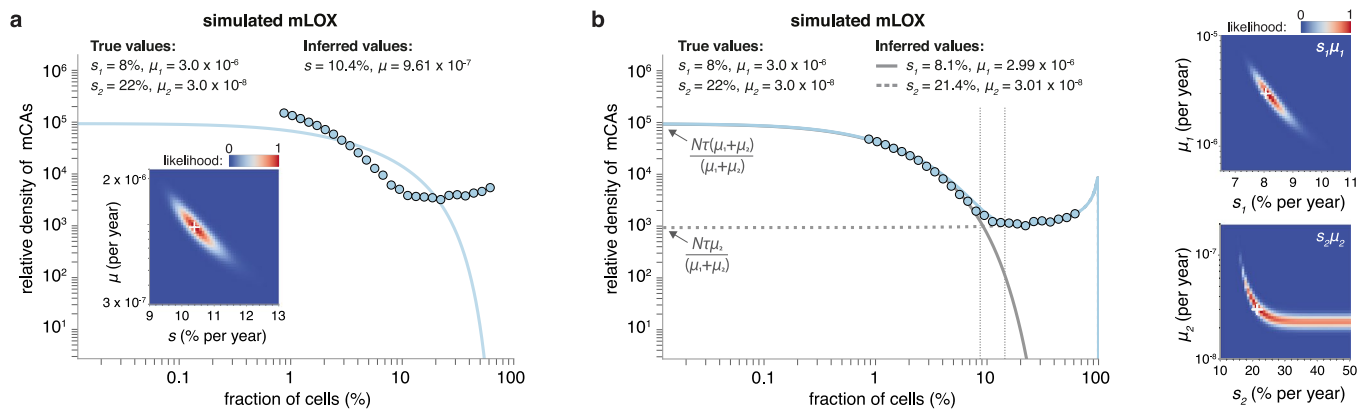 a
simulated mLOX
True values:
s₁ = 8%, μ₁ = 3.0 x 10⁻⁶
s₂ = 22%, μ₂ = 3.0 x 10⁻⁸
Inferred values:
s = 10.4%, μ = 9.61 x 10⁻⁷
relative density of mCAs
10⁶
10⁵
10⁴
10³
10²
10¹
likelihood:
0
1
μ (per year)
2 x 10⁻⁶
3 x 10⁻⁷
9
10
11
12
13
s (% per year)
0.1
1
10
100
fraction of cells (%)
b
simulated mLOX
True values:
s₁ = 8%, μ₁ = 3.0 x 10⁻⁶
s₂ = 22%, μ₂ = 3.0 x 10⁻⁸
Inferred values:
s₁ = 8.1%, μ₁ = 2.99 x 10⁻⁶
s₂ = 21.4%, μ₂ = 3.01 x 10⁻⁸
relative density of mCAs
10⁶
10⁵
10⁴
10³
10²
10¹
Nτ(μ₁+μ₂)
(μ₁+μ₂)
Nτμ₂
(μ₁+μ₂)
0.1
1
10
100
fraction of cells (%)
likelihood:
0
1
s₁μ₁
μ₁ (per year)
10⁻⁵
10⁻⁶
7
8
9
10
11
s₁ (% per year)
s₂μ₂
μ₂ (per year)
10⁻⁷
10⁻⁸
10
20
30
40
50
s₂ (% per year)